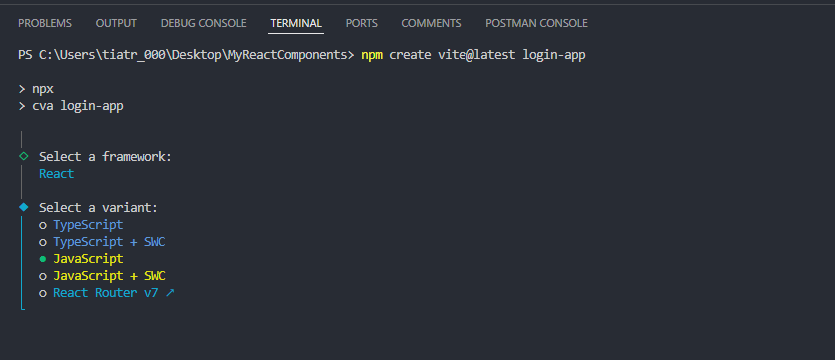 PROBLEMS OUTPUT DEBUG CONSOLE TERMINAL PORTS COMMENTS POSTMAN CONSOLE
PS C:\Users\tiatr_000\Desktop\MyReactComponents> npm create vite@latest login-app
> npx
> cva login-app
◇ Select a framework:
React
◆ Select a variant:
○ TypeScript
○ TypeScript + SWC
● JavaScript
○ JavaScript + SWC
○ React Router v7 ↗